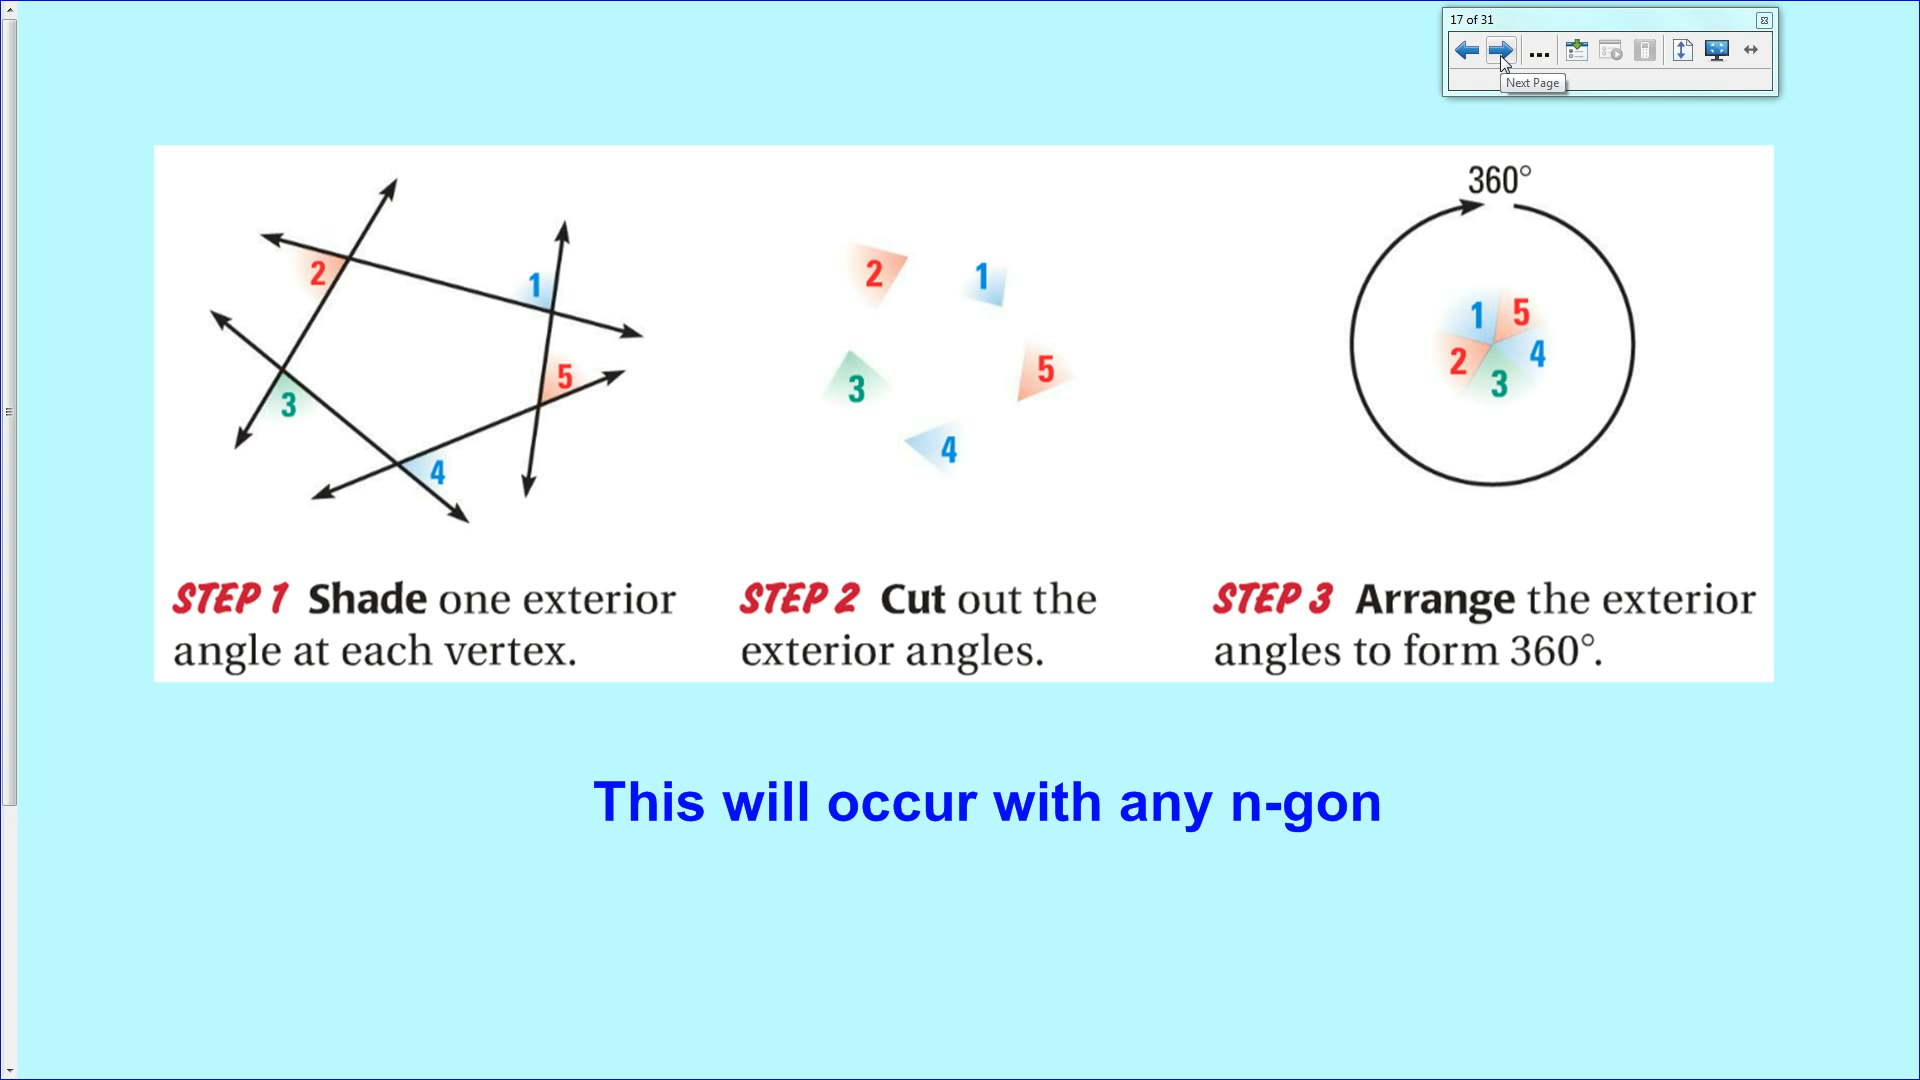 17 of 31
...
Next Page
360°
2
1
5
3
4
2
1
3
5
4
1
5
2
4
3
STEP 1 Shade one exterior
angle at each vertex.
STEP 2 Cut out the
exterior angles.
STEP 3 Arrange the exterior
angles to form 360°.
This will occur with any n-gon